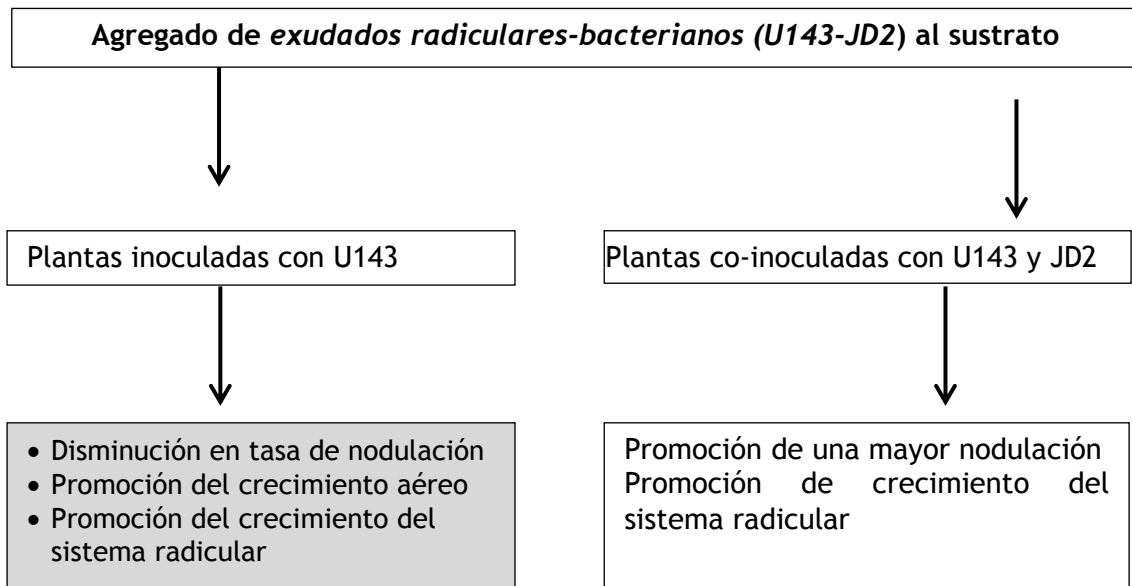 Agregado de exudados radiculares-bacterianos (U143-JD2) al sustrato
Plantas inoculadas con U143
Plantas co-inoculadas con U143 y JD2
• Disminución en tasa de nodulación
• Promoción del crecimiento aéreo
• Promoción del crecimiento del
sistema radicular
Promoción de una mayor nodulación
Promoción de crecimiento del
sistema radicular